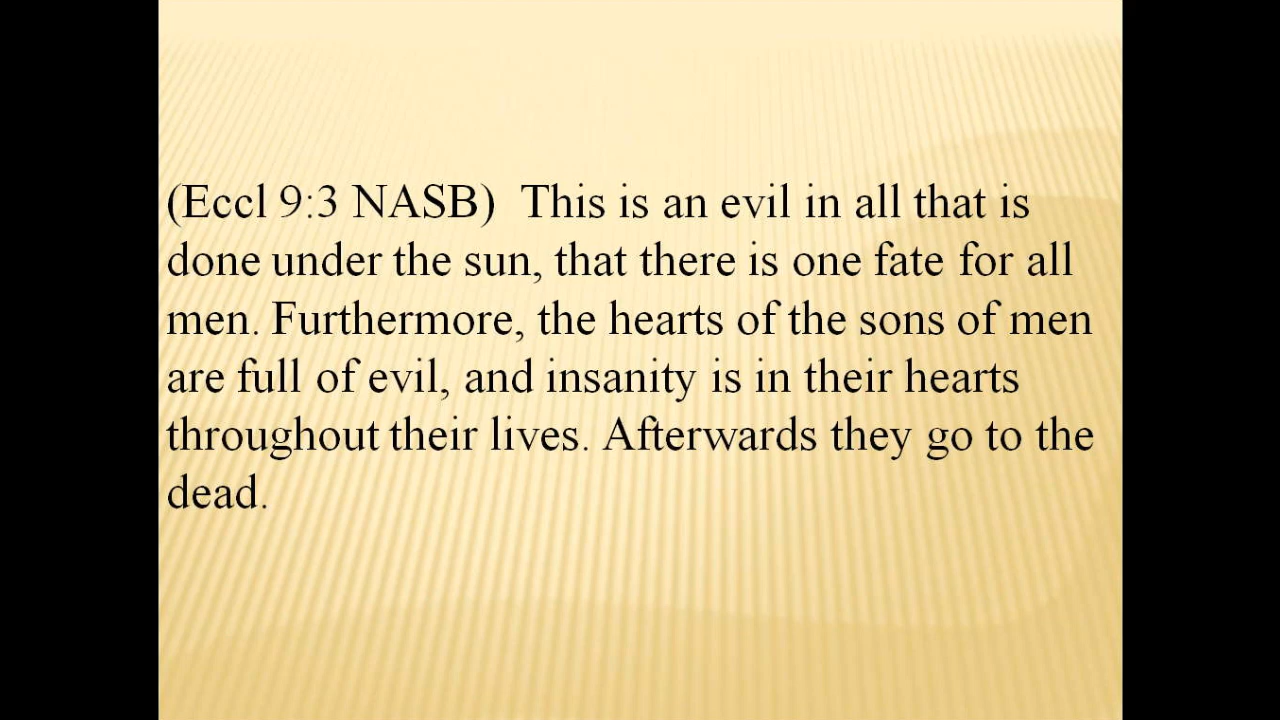 (Eccl 9:3 NASB)  This is an evil in all that is
done under the sun, that there is one fate for all
men. Furthermore, the hearts of the sons of men
are full of evil, and insanity is in their hearts
throughout their lives. Afterwards they go to the
dead.